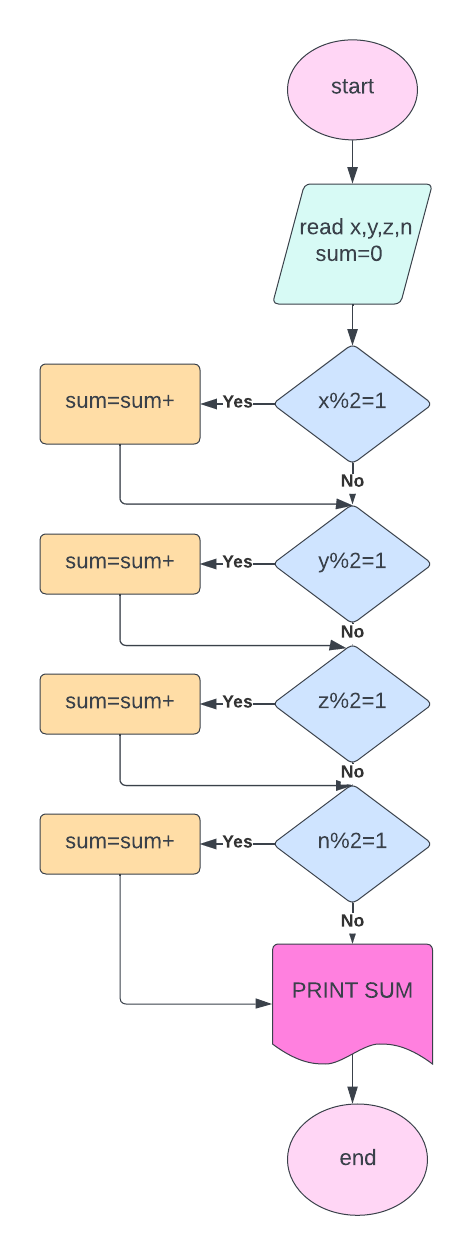 start
read x,y,z,n
sum=0
sum=sum+
Yes
x%2=1
No
sum=sum+
Yes
y%2=1
No
sum=sum+
Yes
z%2=1
No
sum=sum+
Yes
n%2=1
No
PRINT SUM
end